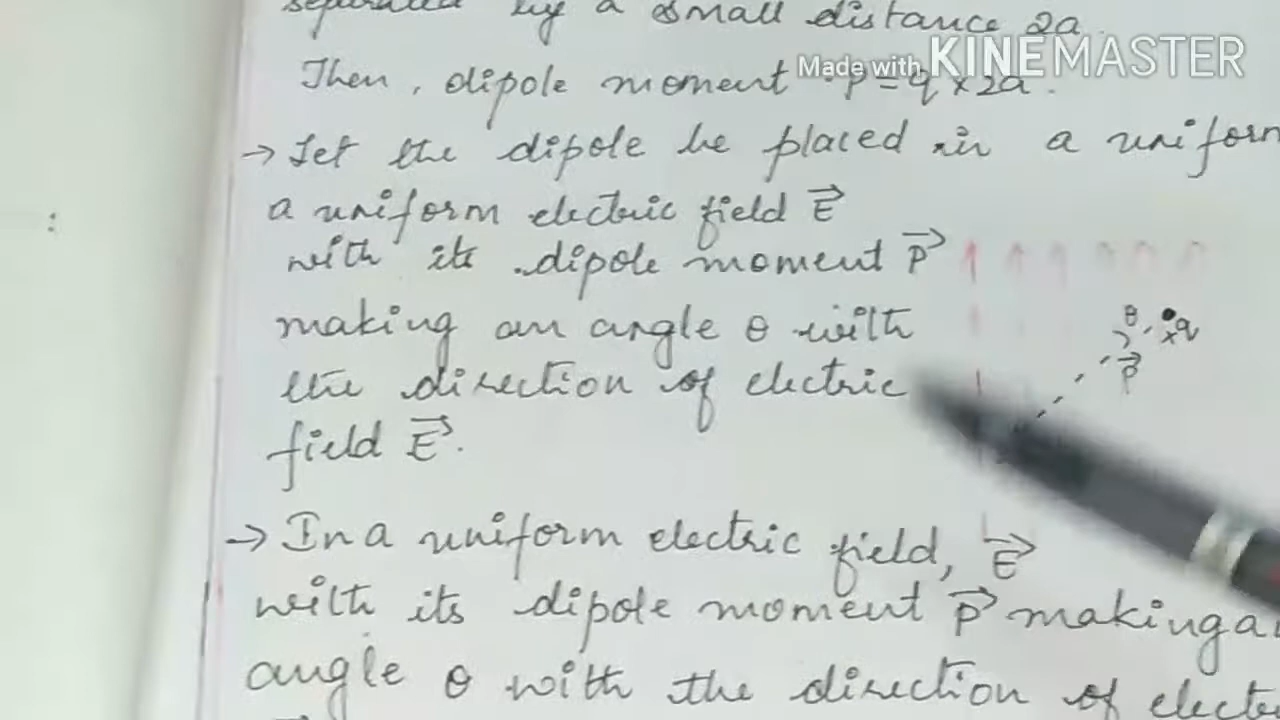 separated by a small distance 2a.
Made with KINEMASTER
Then, dipole moment p = q × 2a.
→ Let the dipole be placed in a uniform
a uniform electric field E⃗
with its dipole moment P⃗
making an angle θ with
the direction of electric
field E⃗.
θ
q
P⃗
→ In a uniform electric field, E⃗
with its dipole moment P⃗ making a
angle θ with the direction of